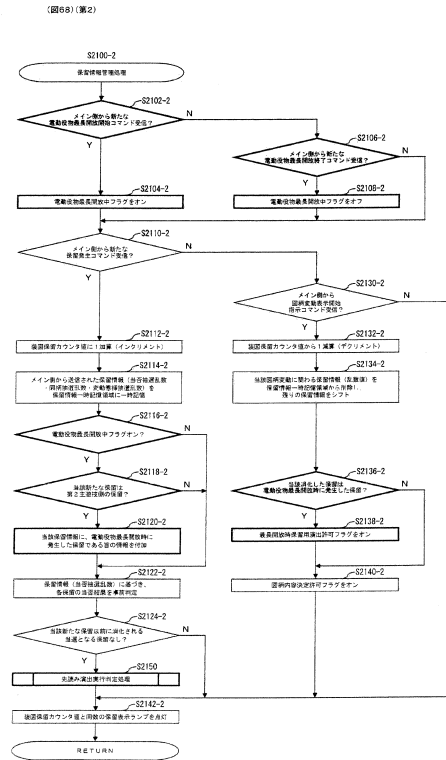 (図68)(第2)
S2100-2
保留情報管理処理
S2102-2
メイン側から新たな
電動役物最長開放開始コマンド受信？
N
Y
S2106-2
メイン側から新たな
電動役物最長開放終了コマンド受信？
N
Y
S2104-2
電動役物最長開放中フラグをオン
S2108-2
電動役物最長開放中フラグをオフ
S2110-2
メイン側から新たな
保留発生コマンド受信？
N
Y
S2130-2
メイン側から
図柄変動表示開始
指示コマンド受信？
N
Y
S2112-2
装図保留カウンタ値に1加算（インクリメント）
S2132-2
装図保留カウンタ値から1減算（デクリメント）
S2114-2
メイン側から送信された保留情報（当否抽選乱数
・図柄抽選乱数・変動態様抽選乱数）を
保留情報一時記憶領域に一時記憶
S2134-2
当該図柄変動に関わる保留情報（乱数値）を
保留情報一時記憶領域から削除し、
残りの保留情報をシフト
S2116-2
電動役物最長開放中フラグオン？
N
Y
S2118-2
当該新たな保留は
第2主遊技側の保留？
N
Y
S2136-2
当該消化した保留は
電動役物最長開放時に発生した保留？
N
Y
S2120-2
当該保留情報に、電動役物最長開放時に
発生した保留である旨の情報を付加
S2138-2
最長開放時保留用演出許可フラグをオン
S2122-2
保留情報（当否抽選乱数）に基づき、
各保留の当否結果を事前判定
S2140-2
図柄内容決定許可フラグをオン
S2124-2
当該新たな保留以前に消化される
当選となる保留なし？
N
Y
S2150
先読み演出実行判定処理
S2142-2
装図保留カウンタ値と同数の保留表示ランプを点灯
RETURN